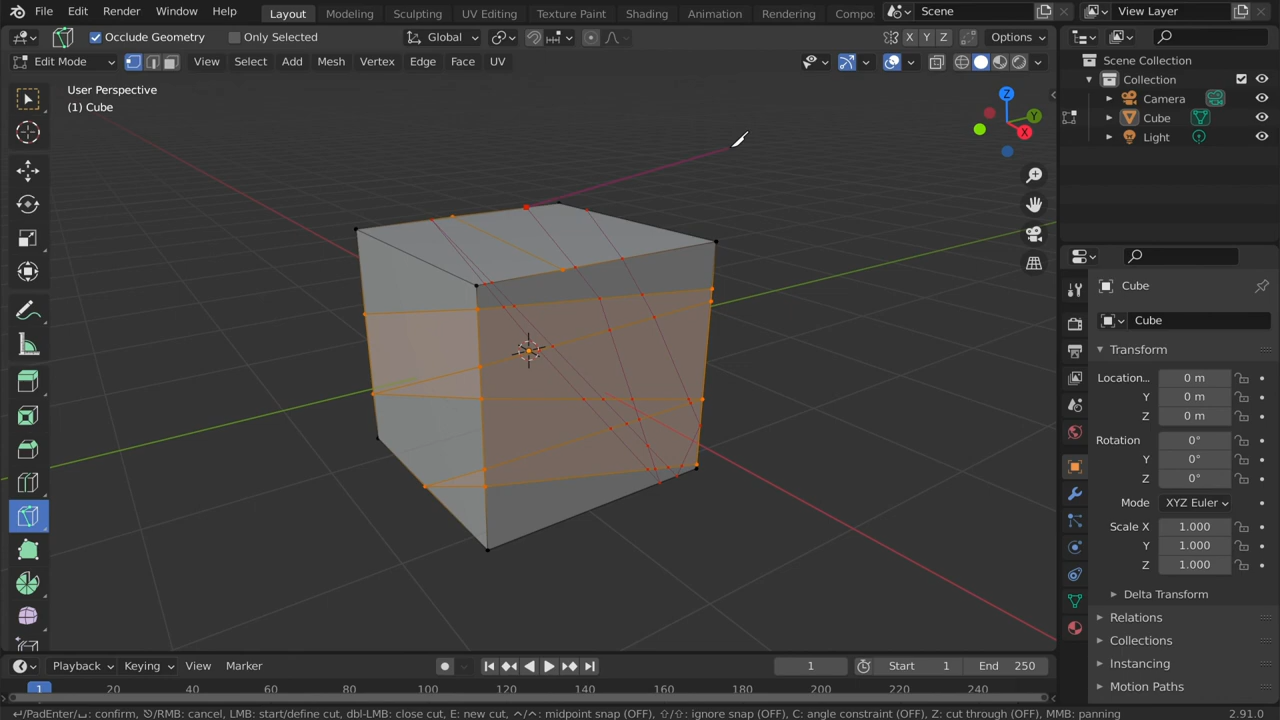 File Edit Render Window Help Layout Modeling Sculpting UV Editing Texture Paint Shading Animation Rendering Compo Scene View Layer
Occlude Geometry Only Selected Global X Y Z Options
Edit Mode View Select Add Mesh Vertex Edge Face UV
User Perspective
(1) Cube
Z
Y
X
Scene Collection
Collection
Camera
Cube
Light
Cube
Cube
Transform
Location... 0 m
Y 0 m
Z 0 m
Rotation 0°
Y 0°
Z 0°
Mode XYZ Euler
Scale X 1.000
Y 1.000
Z 1.000
Delta Transform
Relations
Collections
Instancing
Motion Paths
Playback Keying View Marker 1 Start 1 End 250
1 20 40 60 80 100 120 140 160 180 200 220 240
/PadEnter/␣: confirm, ⎋/RMB: cancel, LMB: start/define cut, dbl-LMB: close cut, E: new cut, ^/^: midpoint snap (OFF), ⇧/⇧: ignore snap (OFF), C: angle constraint (OFF), Z: cut through (OFF), MMB: panning 2.91.0